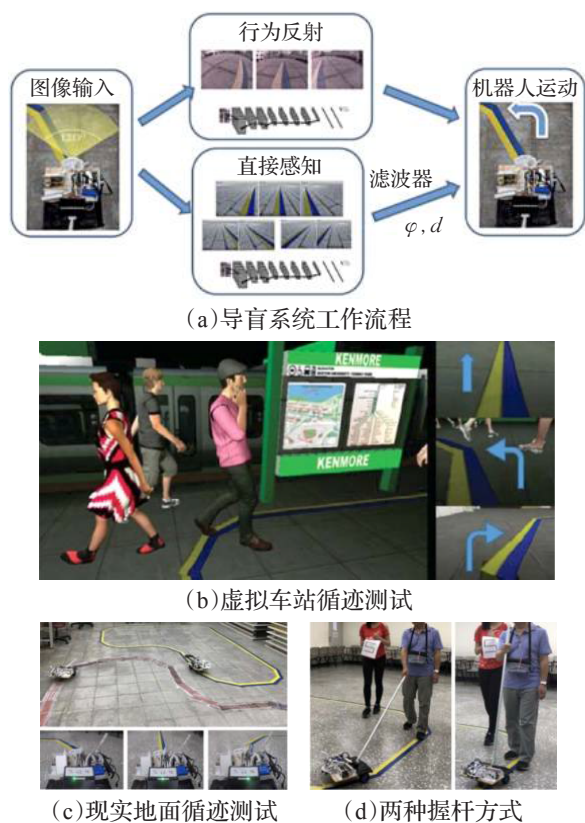 行为反射
图像输入
机器人运动
直接感知
滤波器
φ, d
(a)导盲系统工作流程
KENMORE
KENMORE
(b)虚拟车站循迹测试
(c)现实地面循迹测试
(d)两种握杆方式